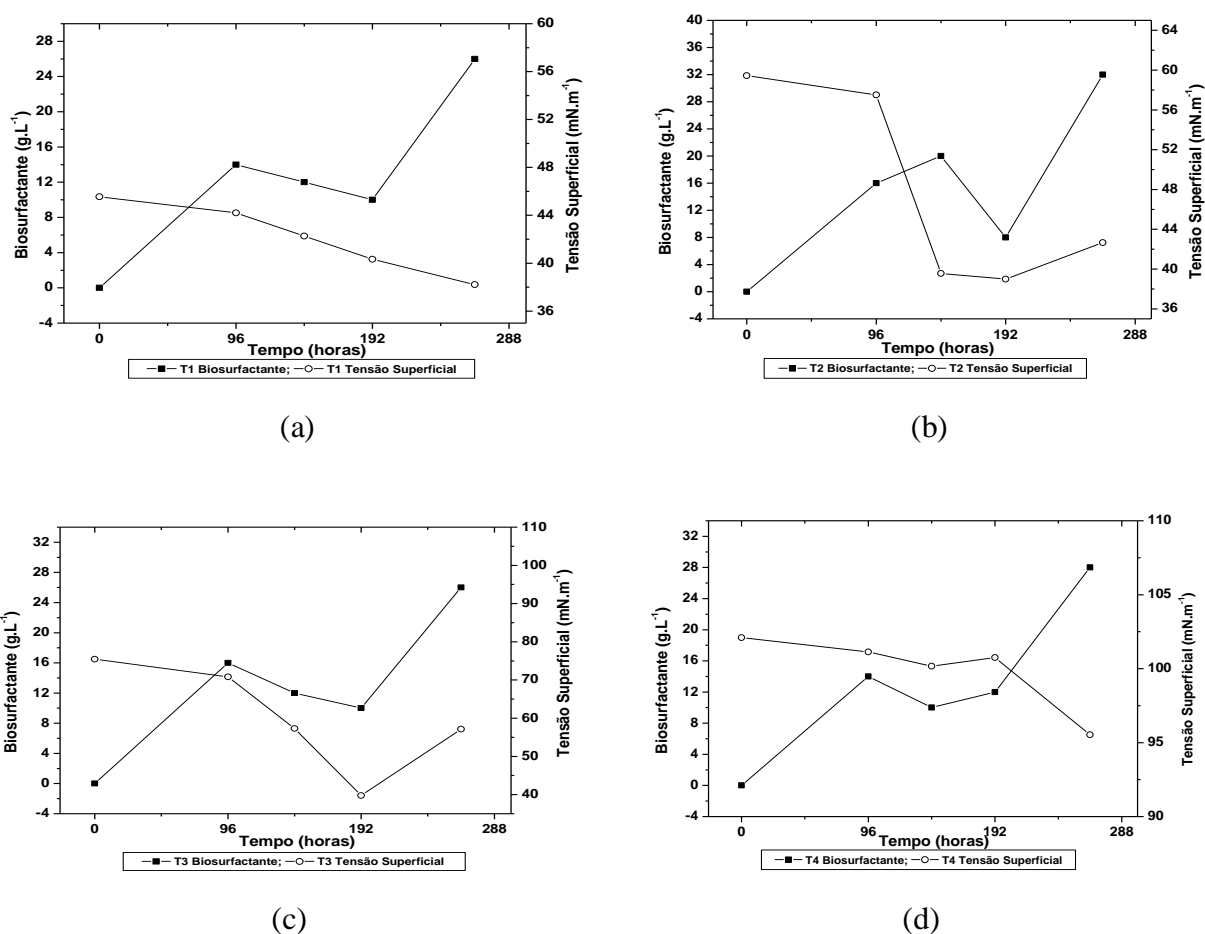 28
24
20
16
12
8
4
0
-4
Biosurfactante (g.L-1)
60
56
52
48
44
40
36
Tensão Superficial (mN.m-1)
0 96 192 288
Tempo (horas)
T1 Biosurfactante; T1 Tensão Superficial
(a)
40
36
32
28
24
20
16
12
8
4
0
-4
Biosurfactante (g.L-1)
64
60
56
52
48
44
40
36
Tensão Superficial (mN.m-1)
0 96 192 288
Tempo (horas)
T2 Biosurfactante; T2 Tensão Superficial
(b)
32
28
24
20
16
12
8
4
0
-4
Biosurfactante (g.L-1)
110
100
90
80
70
60
50
40
Tensão Superficial (mN.m-1)
0 96 192 288
Tempo (horas)
T3 Biosurfactante; T3 Tensão Superficial
(c)
32
28
24
20
16
12
8
4
0
-4
Biosurfactante (g.L-1)
110
105
100
95
90
Tensão Superficial (mN.m-1)
0 96 192 288
Tempo (horas)
T4 Biosurfactante; T4 Tensão Superficial
(d)